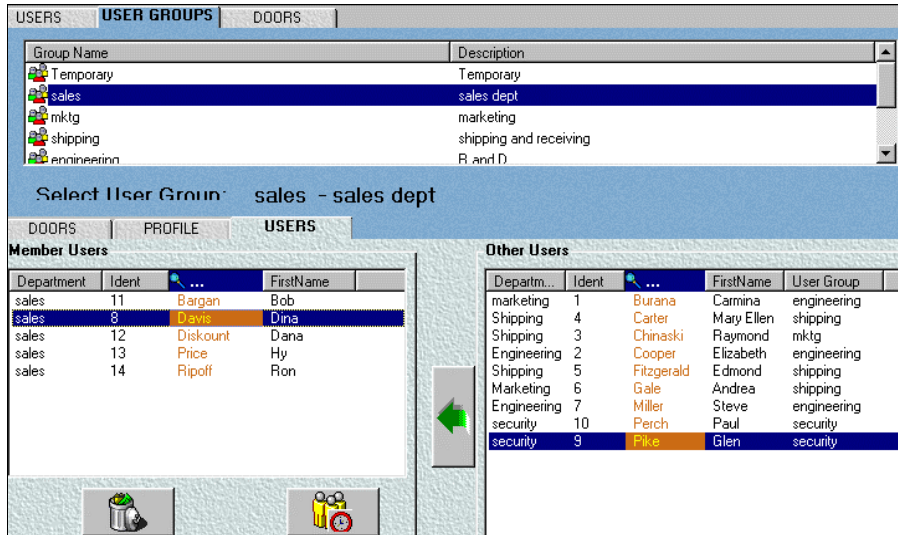 USERS USER GROUPS DOORS
Group Name Description
Temporary Temporary
sales sales dept
mktg marketing
shipping shipping and receiving
engineering R and D
Select User Group: sales - sales dept
DOORS PROFILE USERS
Member Users
Department Ident ... FirstName
sales 11 Bargan Bob
sales 8 Davis Dina
sales 12 Diskount Dana
sales 13 Price Hy
sales 14 Ripoff Ron
Other Users
Departm... Ident ... FirstName User Group
marketing 1 Burana Carmina engineering
Shipping 4 Carter Mary Ellen shipping
Shipping 3 Chinaski Raymond mktg
Engineering 2 Cooper Elizabeth engineering
Shipping 5 Fitzgerald Edmond shipping
Marketing 6 Gale Andrea shipping
Engineering 7 Miller Steve engineering
security 10 Perch Paul security
security 9 Pike Glen security